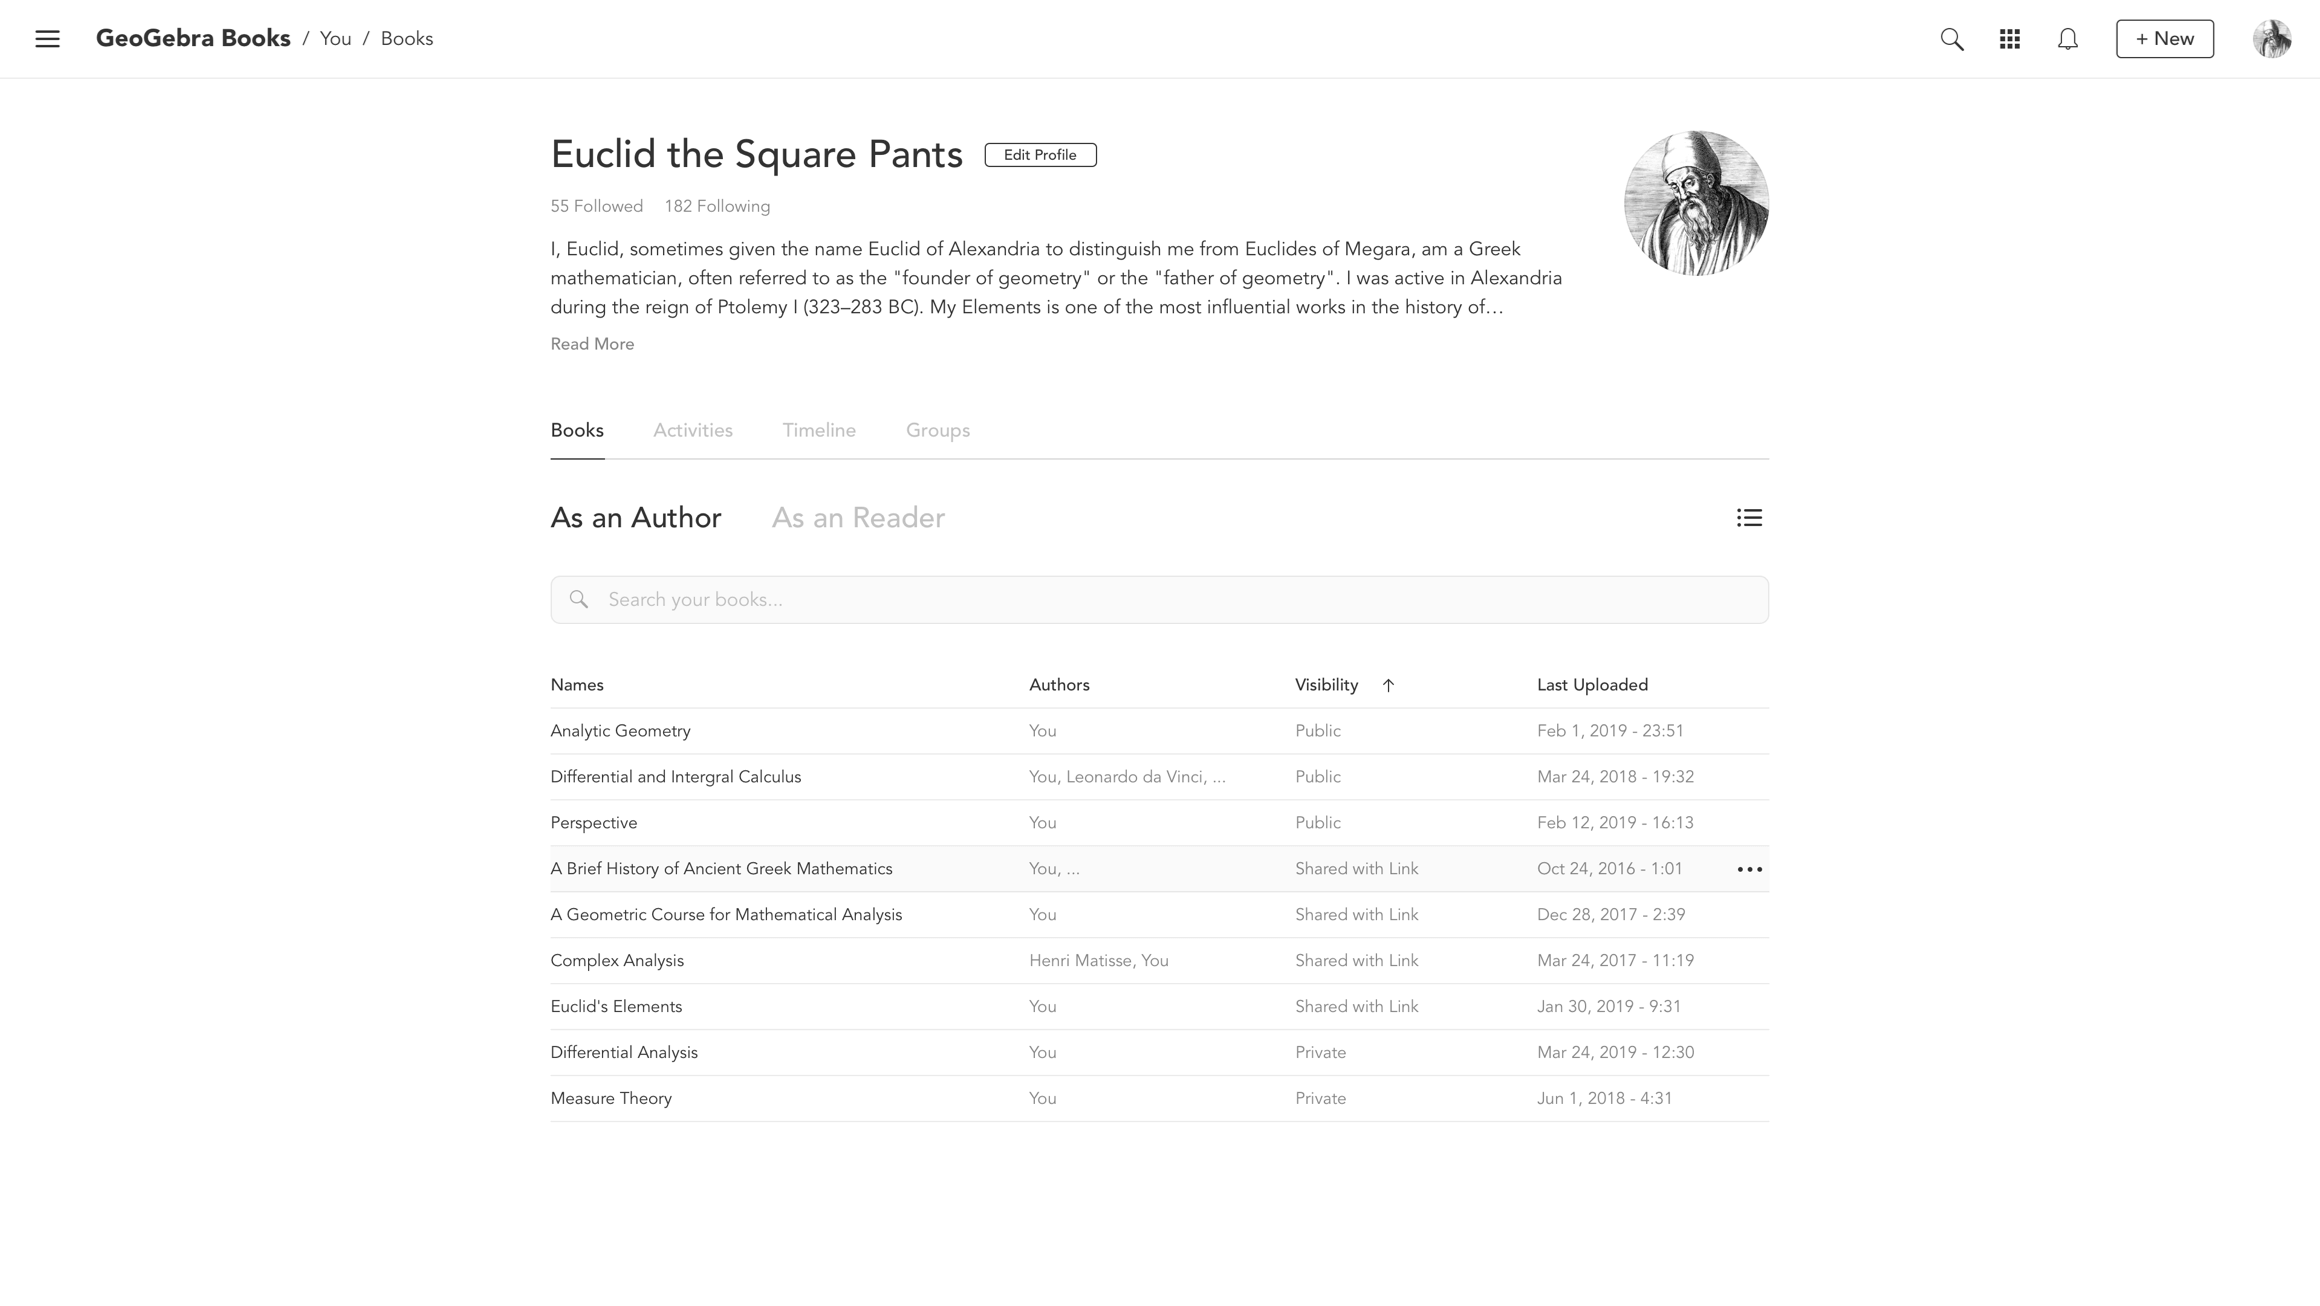 GeoGebra Books / You / Books
+ New
Euclid the Square Pants
Edit Profile
55 Followed 182 Following
I, Euclid, sometimes given the name Euclid of Alexandria to distinguish me from Euclides of Megara, am a Greek
mathematician, often referred to as the "founder of geometry" or the "father of geometry". I was active in Alexandria
during the reign of Ptolemy I (323–283 BC). My Elements is one of the most influential works in the history of…
Read More
Books Activities Timeline Groups
As an Author As an Reader
Search your books...
Names Authors Visibility ↑ Last Uploaded
Analytic Geometry You Public Feb 1, 2019 - 23:51
Differential and Intergral Calculus You, Leonardo da Vinci, ... Public Mar 24, 2018 - 19:32
Perspective You Public Feb 12, 2019 - 16:13
A Brief History of Ancient Greek Mathematics You, ... Shared with Link Oct 24, 2016 - 1:01
A Geometric Course for Mathematical Analysis You Shared with Link Dec 28, 2017 - 2:39
Complex Analysis Henri Matisse, You Shared with Link Mar 24, 2017 - 11:19
Euclid's Elements You Shared with Link Jan 30, 2019 - 9:31
Differential Analysis You Private Mar 24, 2019 - 12:30
Measure Theory You Private Jun 1, 2018 - 4:31